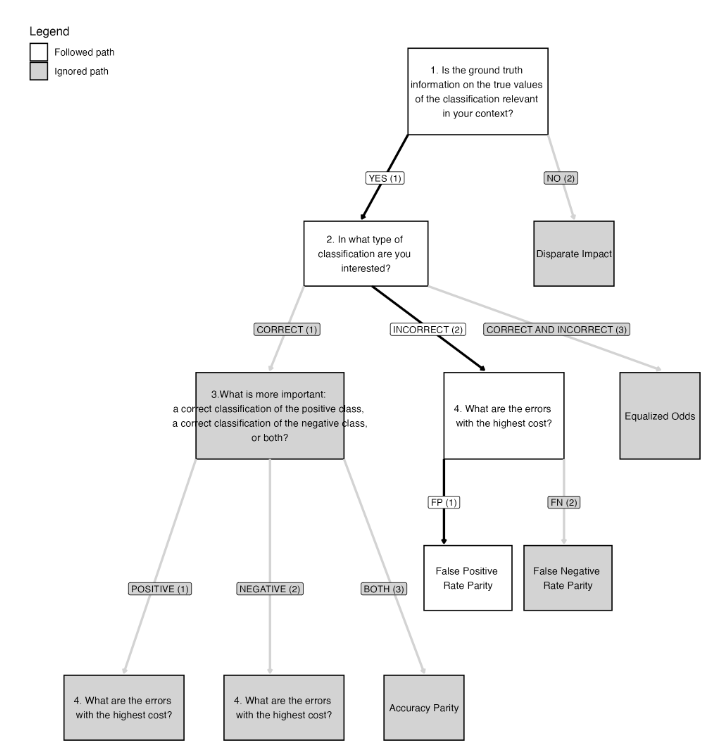 Legend
Followed path
Ignored path
1. Is the ground truth
information on the true values
of the classification relevant
in your context?
YES (1)
NO (2)
2. In what type of
classification are you
interested?
Disparate Impact
CORRECT (1)
INCORRECT (2)
CORRECT AND INCORRECT (3)
3.What is more important:
a correct classification of the positive class,
a correct classification of the negative class,
or both?
4. What are the errors
with the highest cost?
Equalized Odds
FP (1)
FN (2)
False Positive
Rate Parity
False Negative
Rate Parity
POSITIVE (1)
NEGATIVE (2)
BOTH (3)
4. What are the errors
with the highest cost?
4. What are the errors
with the highest cost?
Accuracy Parity